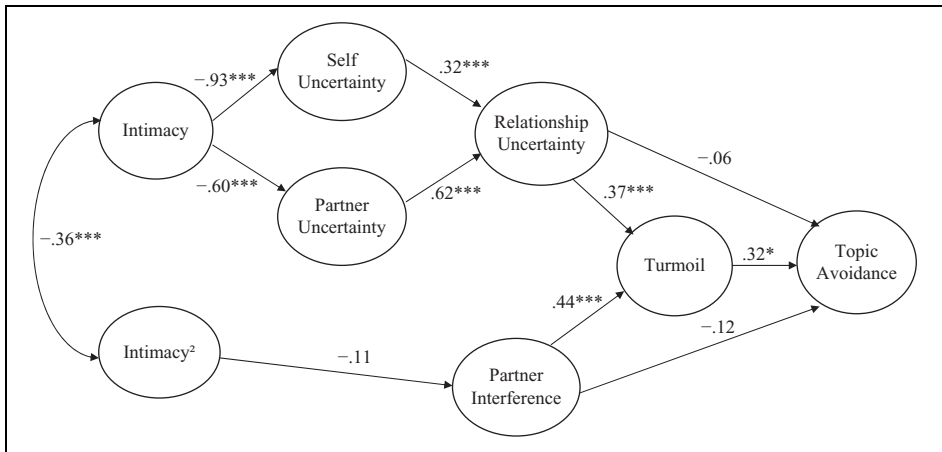 Self
Uncertainty
−.93***
.32***
Intimacy
Relationship
Uncertainty
−.06
−.60***
.62***
.37***
Partner
Uncertainty
−.36***
Turmoil
.32*
Topic
Avoidance
.44***
Intimacy²
−.11
−.12
Partner
Interference